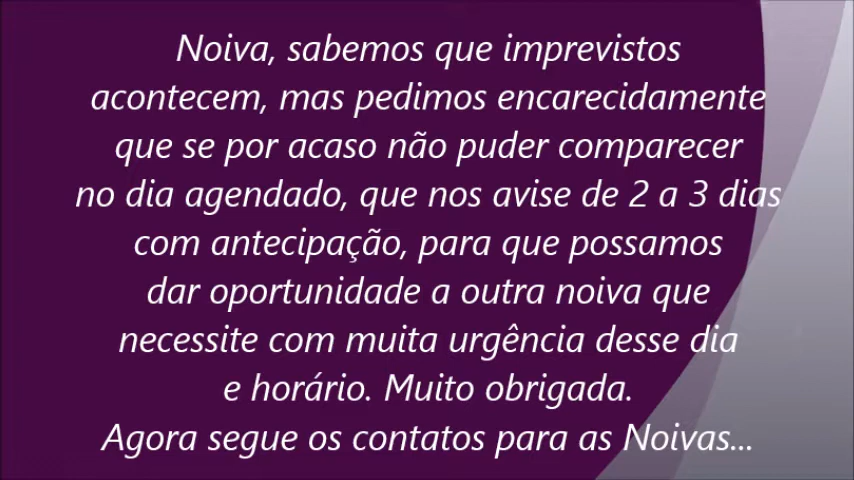 Noiva, sabemos que imprevistos
acontecem, mas pedimos encarecidamente
que se por acaso não puder comparecer
no dia agendado, que nos avise de 2 a 3 dias
com antecipação, para que possamos
dar oportunidade a outra noiva que
necessite com muita urgência desse dia
e horário. Muito obrigada.
Agora segue os contatos para as Noivas...